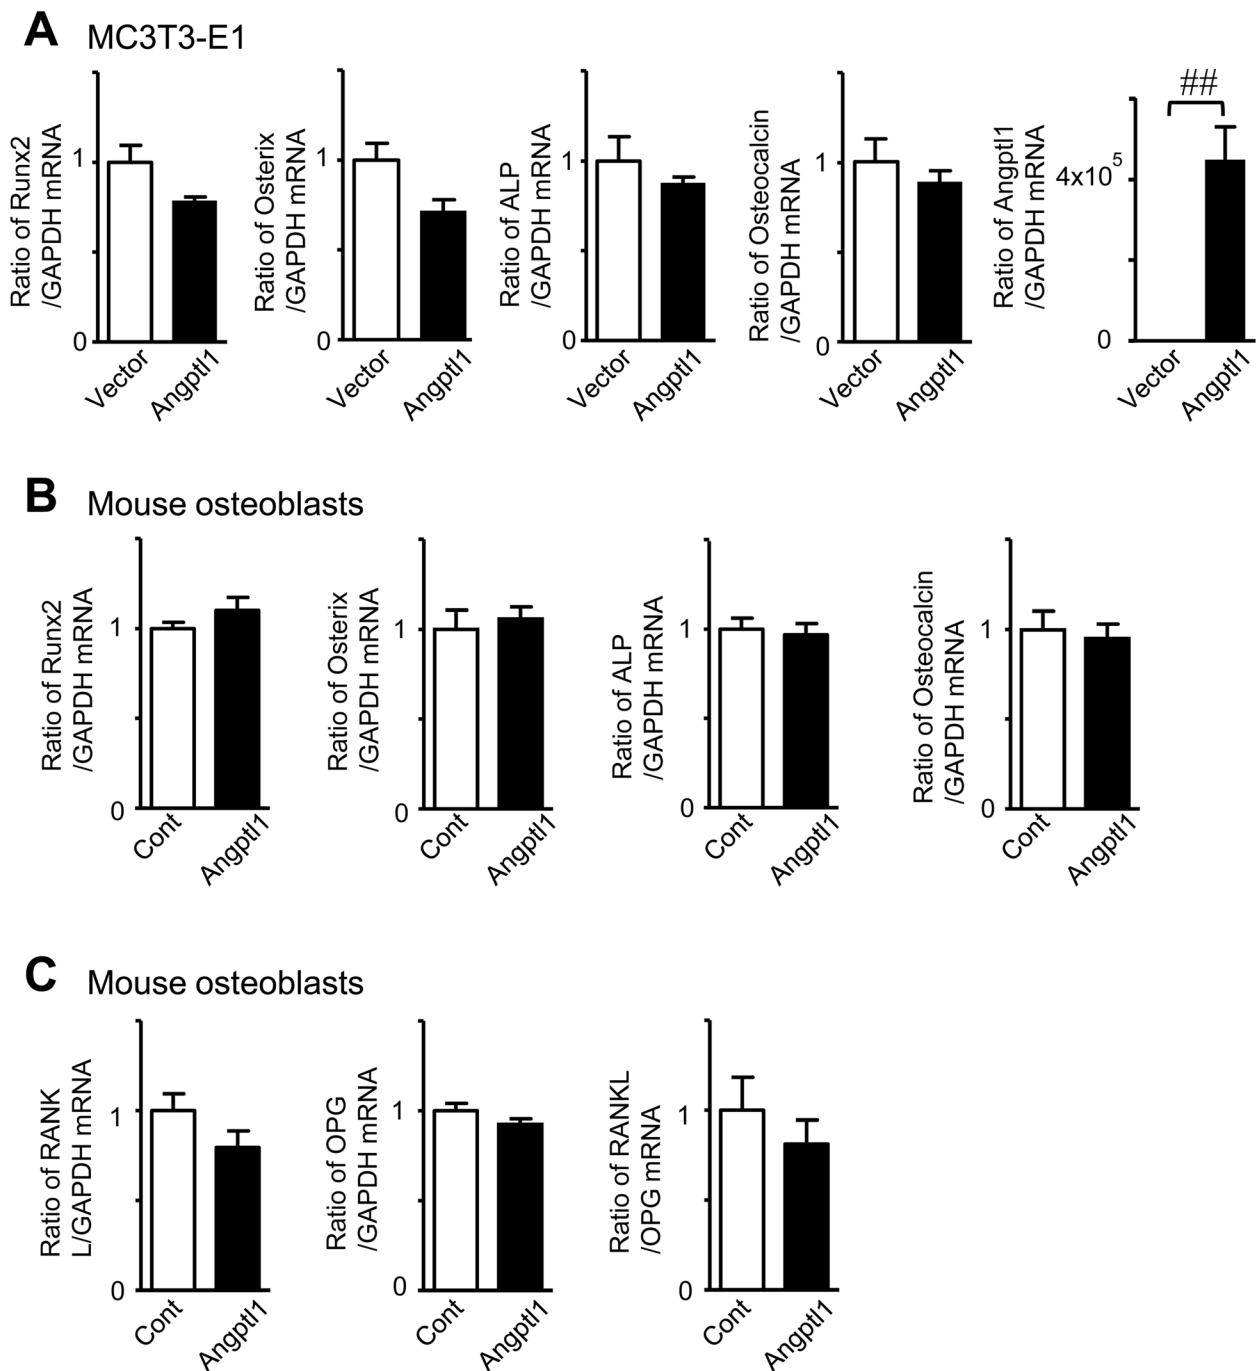 A MC3T3-E1
Ratio of Runx2
/GAPDH mRNA
1
0
Vector
Angptl1
Ratio of Osterix
/GAPDH mRNA
1
0
Vector
Angptl1
Ratio of ALP
/GAPDH mRNA
1
0
Vector
Angptl1
Ratio of Osteocalcin
/GAPDH mRNA
1
0
Vector
Angptl1
Ratio of Angptl1
/GAPDH mRNA
##
4x10⁵
0
Vector
Angptl1
B Mouse osteoblasts
Ratio of Runx2
/GAPDH mRNA
1
0
Cont
Angptl1
Ratio of Osterix
/GAPDH mRNA
1
0
Cont
Angptl1
Ratio of ALP
/GAPDH mRNA
1
0
Cont
Angptl1
Ratio of Osteocalcin
/GAPDH mRNA
1
0
Cont
Angptl1
C Mouse osteoblasts
Ratio of RANK
L/GAPDH mRNA
1
0
Cont
Angptl1
Ratio of OPG
/GAPDH mRNA
1
0
Cont
Angptl1
Ratio of RANKL
/OPG mRNA
1
0
Cont
Angptl1